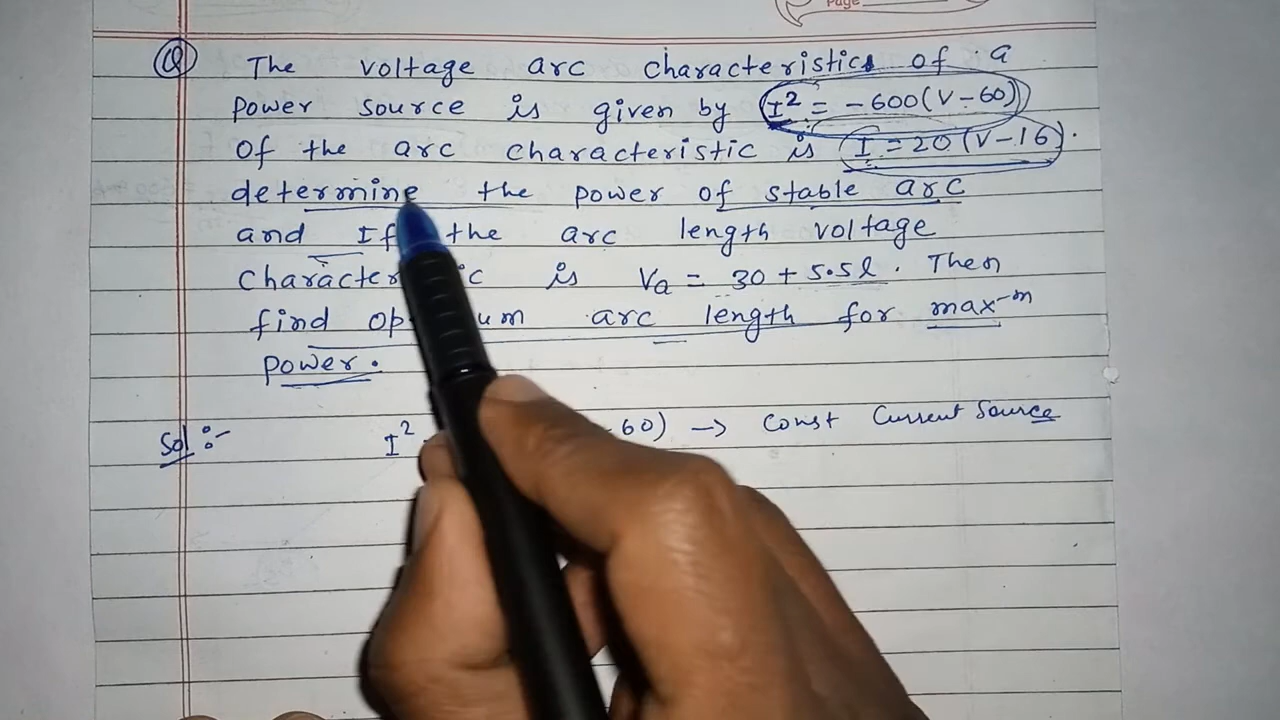 Page
Q The voltage arc characteristics of a
power source is given by I² = -600(V-60)
Of the arc characteristic is I = 20(V-16).
determine the power of stable arc
and If the arc length voltage
is Va = 30 + 5.5l. Then
find arc length for max-m
power.
Sol:- I² -60) → Const Current Source